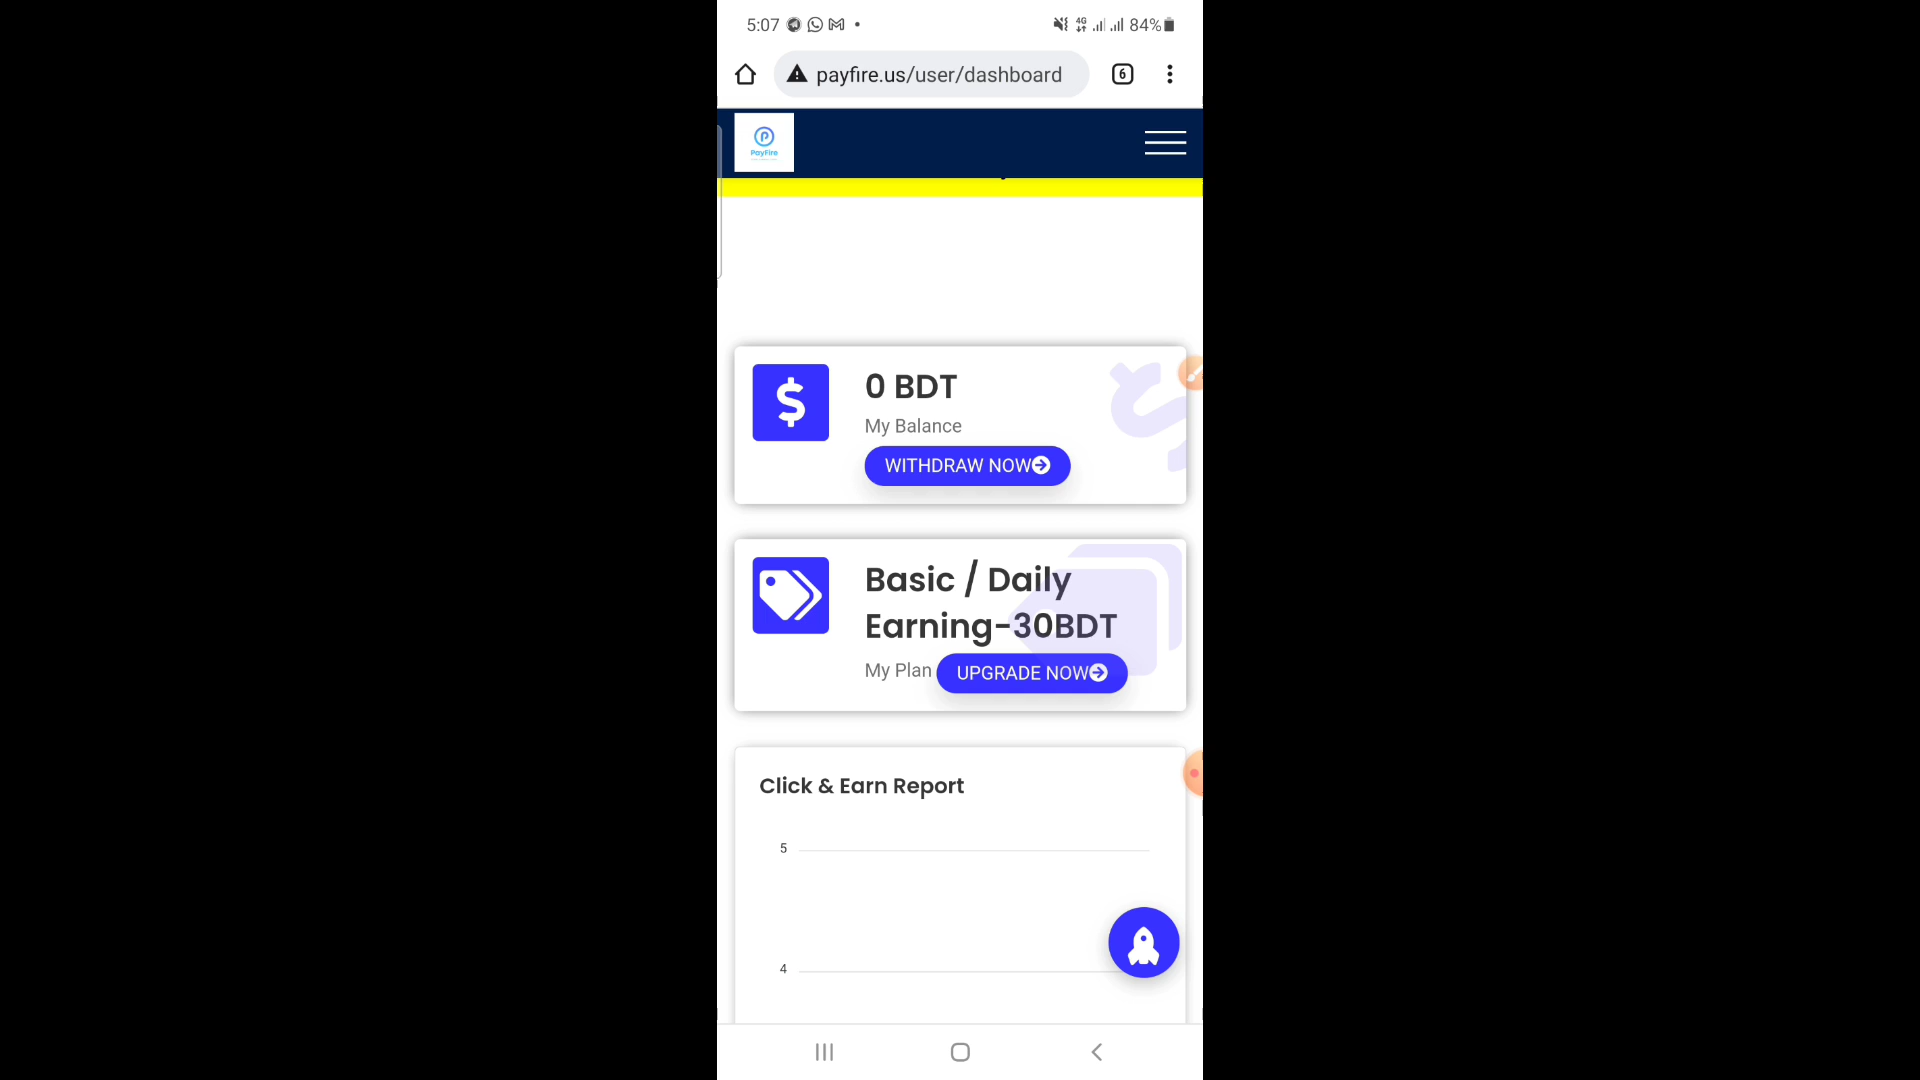 5:07
4G
84%
payfire.us/user/dashboard
6
PayFire
0 BDT
My Balance
WITHDRAW NOW
Basic / Daily
Earning-30BDT
My Plan
UPGRADE NOW
Click & Earn Report
5
4